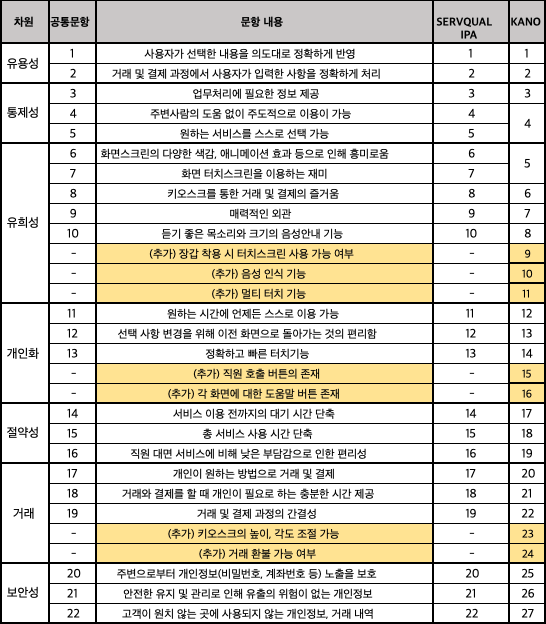 차원 공통문항 문항 내용 SERVQUAL IPA KANO
유용성 1 사용자가 선택한 내용을 의도대로 정확하게 반영 1 1
2 거래 및 결제 과정에서 사용자가 입력한 사항을 정확하게 처리 2 2
통제성 3 업무처리에 필요한 정보 제공 3 3
4 주변사람의 도움 없이 주도적으로 이용이 가능 4 4
5 원하는 서비스를 스스로 선택 가능 5
유희성 6 화면스크린의 다양한 색감, 애니메이션 효과 등으로 인해 흥미로움 6 5
7 화면 터치스크린을 이용하는 재미 7
8 키오스크를 통한 거래 및 결제의 즐거움 8 6
9 매력적인 외관 9 7
10 듣기 좋은 목소리와 크기의 음성안내 기능 10 8
- (추가) 장갑 착용 시 터치스크린 사용 가능 여부 - 9
- (추가) 음성 인식 기능 - 10
- (추가) 멀티 터치 기능 - 11
개인화 11 원하는 시간에 언제든 스스로 이용 가능 11 12
12 선택 사항 변경을 위해 이전 화면으로 돌아가는 것의 편리함 12 13
13 정확하고 빠른 터치기능 13 14
- (추가) 직원 호출 버튼의 존재 - 15
- (추가) 각 화면에 대한 도움말 버튼 존재 - 16
절약성 14 서비스 이용 전까지의 대기 시간 단축 14 17
15 총 서비스 사용 시간 단축 15 18
16 직원 대면 서비스에 비해 낮은 부담감으로 인한 편리성 16 19
거래 17 개인이 원하는 방법으로 거래 및 결제 17 20
18 거래와 결제를 할 때 개인이 필요로 하는 충분한 시간 제공 18 21
19 거래 및 결제 과정의 간결성 19 22
- (추가) 키오스크의 높이, 각도 조절 가능 - 23
- (추가) 거래 환불 가능 여부 - 24
보안성 20 주변으로부터 개인정보(비밀번호, 계좌번호 등) 노출을 보호 20 25
21 안전한 유지 및 관리로 인해 유출의 위험이 없는 개인정보 21 26
22 고객이 원치 않는 곳에 사용되지 않는 개인정보, 거래 내역 22 27